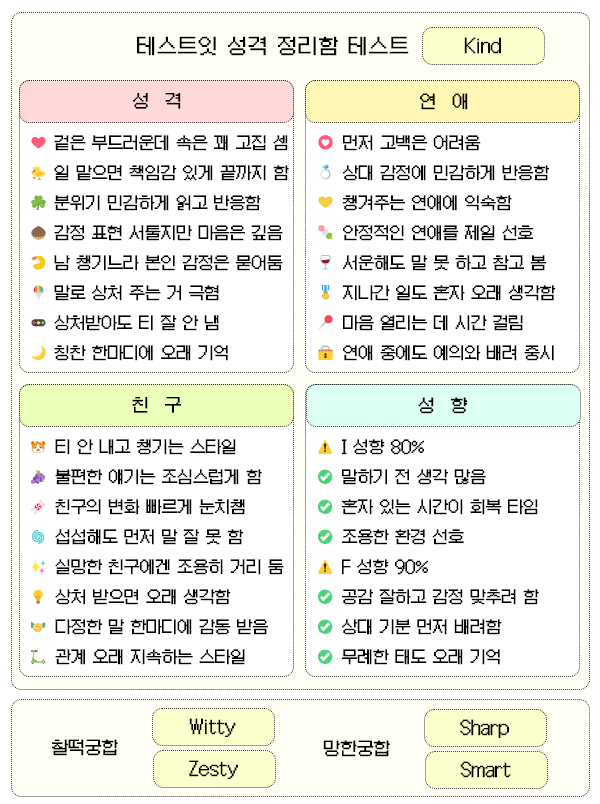 테스트잇 성격 정리함 테스트 Kind
성 격
겉은 부드러운데 속은 꽤 고집 셈
일 맡으면 책임감 있게 끝까지 함
분위기 민감하게 읽고 반응함
감정 표현 서툴지만 마음은 깊음
남 챙기느라 본인 감정은 묻어둠
말로 상처 주는 거 극혐
상처받아도 티 잘 안 냄
칭찬 한마디에 오래 기억
연 애
먼저 고백은 어려움
상대 감정에 민감하게 반응함
챙겨주는 연애에 익숙함
안정적인 연애를 제일 선호
서운해도 말 못 하고 참고 봄
지나간 일도 혼자 오래 생각함
마음 열리는 데 시간 걸림
연애 중에도 예의와 배려 중시
친 구
티 안 내고 챙기는 스타일
불편한 얘기는 조심스럽게 함
친구의 변화 빠르게 눈치챔
섭섭해도 먼저 말 잘 못 함
실망한 친구에겐 조용히 거리 둠
상처 받으면 오래 생각함
다정한 말 한마디에 감동 받음
관계 오래 지속하는 스타일
성 향
I 성향 80%
말하기 전 생각 많음
혼자 있는 시간이 회복 타임
조용한 환경 선호
F 성향 90%
공감 잘하고 감정 맞추려 함
상대 기분 먼저 배려함
무례한 태도 오래 기억
찰떡궁합
Witty
Zesty
망한궁합
Sharp
Smart